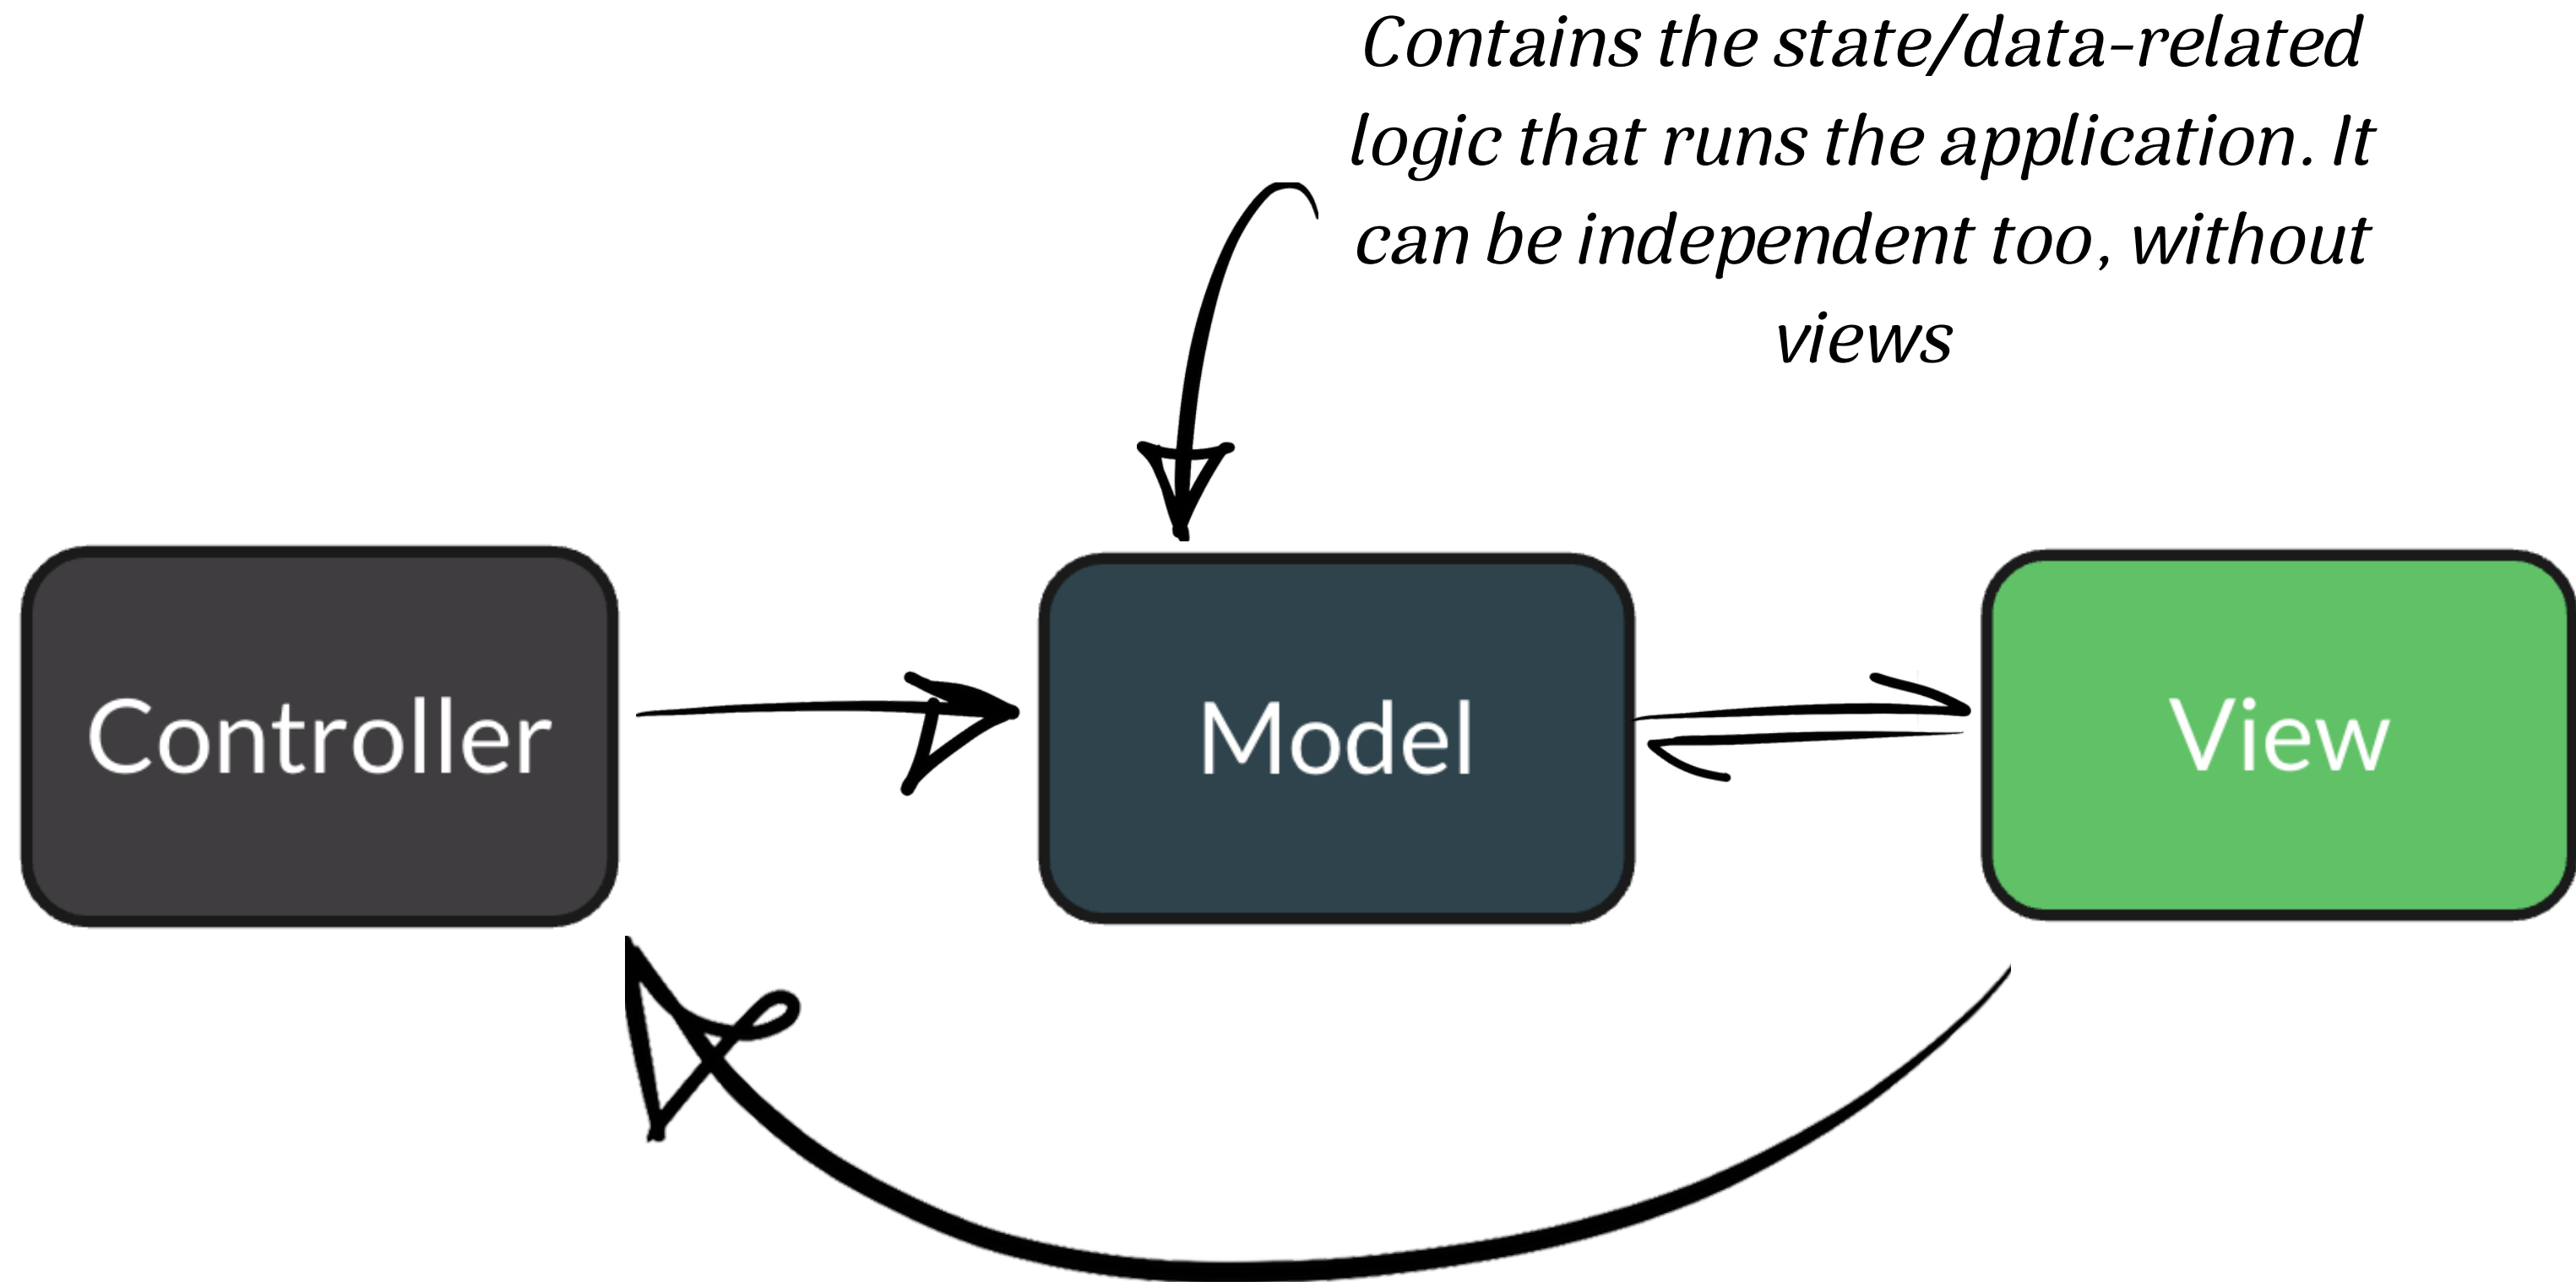 Contains the state/data-related
logic that runs the application. It
can be independent too, without
views
Controller
Model
View